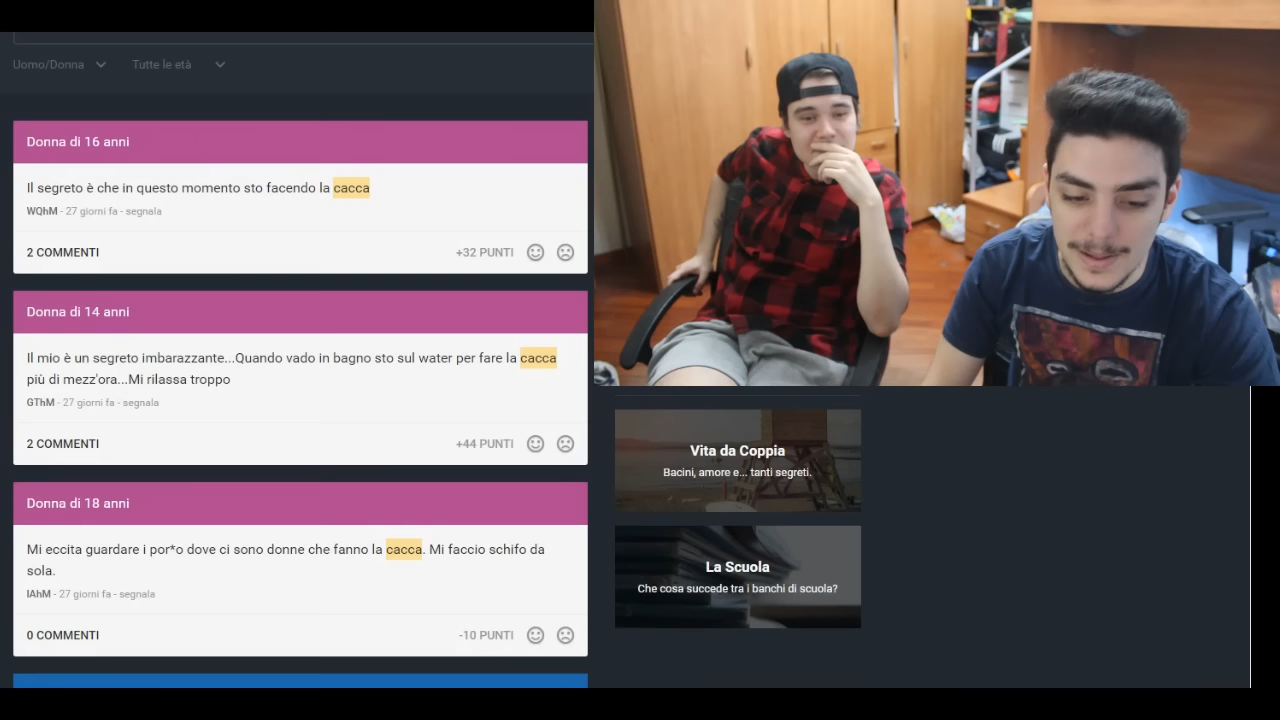 Uomo/Donna
Tutte le età
Donna di 16 anni
Il segreto è che in questo momento sto facendo la cacca
WQhM - 27 giorni fa - segnala
2 COMMENTI
+32 PUNTI
Donna di 14 anni
Il mio è un segreto imbarazzante...Quando vado in bagno sto sul water per fare la cacca
più di mezz'ora...Mi rilassa troppo
GThM - 27 giorni fa - segnala
2 COMMENTI
+44 PUNTI
Donna di 18 anni
Mi eccita guardare i por*o dove ci sono donne che fanno la cacca. Mi faccio schifo da
sola.
IAhM - 27 giorni fa - segnala
0 COMMENTI
-10 PUNTI
Vita da Coppia
Bacini, amore e... tanti segreti.
La Scuola
Che cosa succede tra i banchi di scuola?